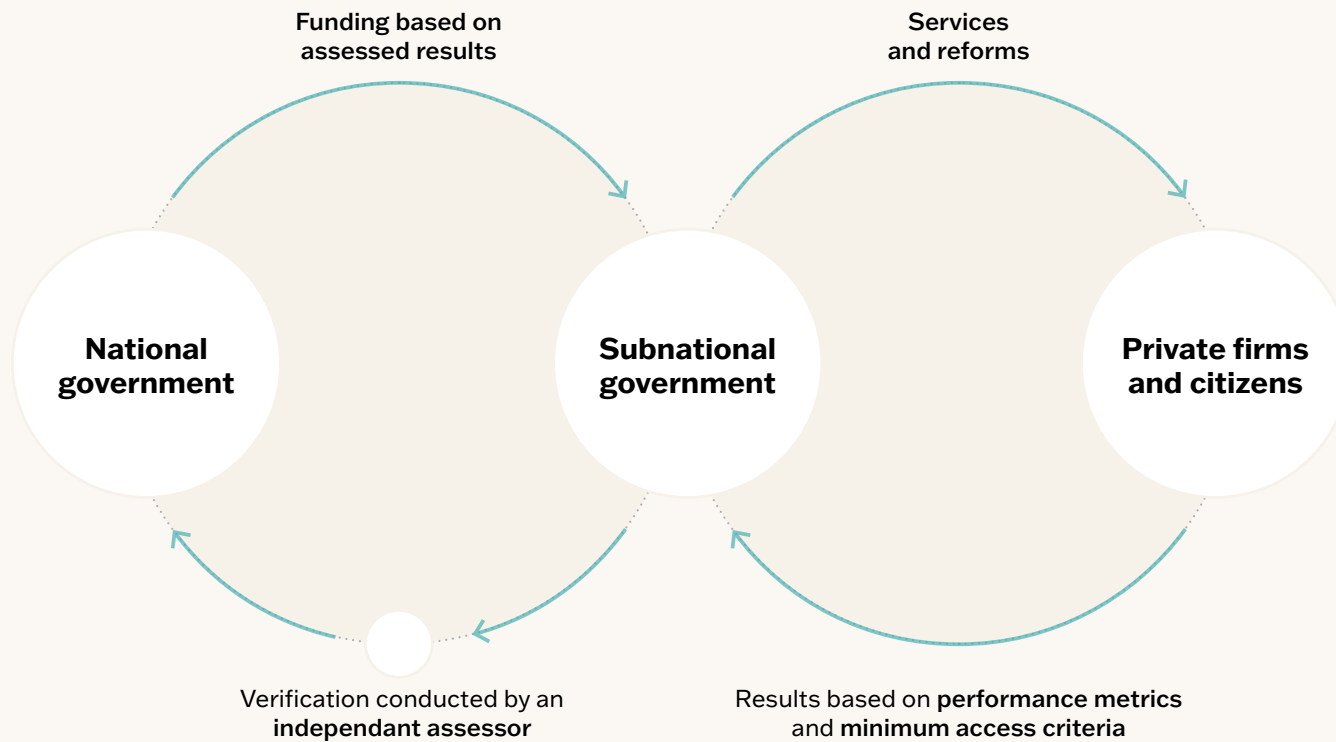 Funding based on
assessed results
Services
and reforms
National
government
Subnational
government
Private firms
and citizens
Verification conducted by an
independant assessor
Results based on performance metrics
and minimum access criteria